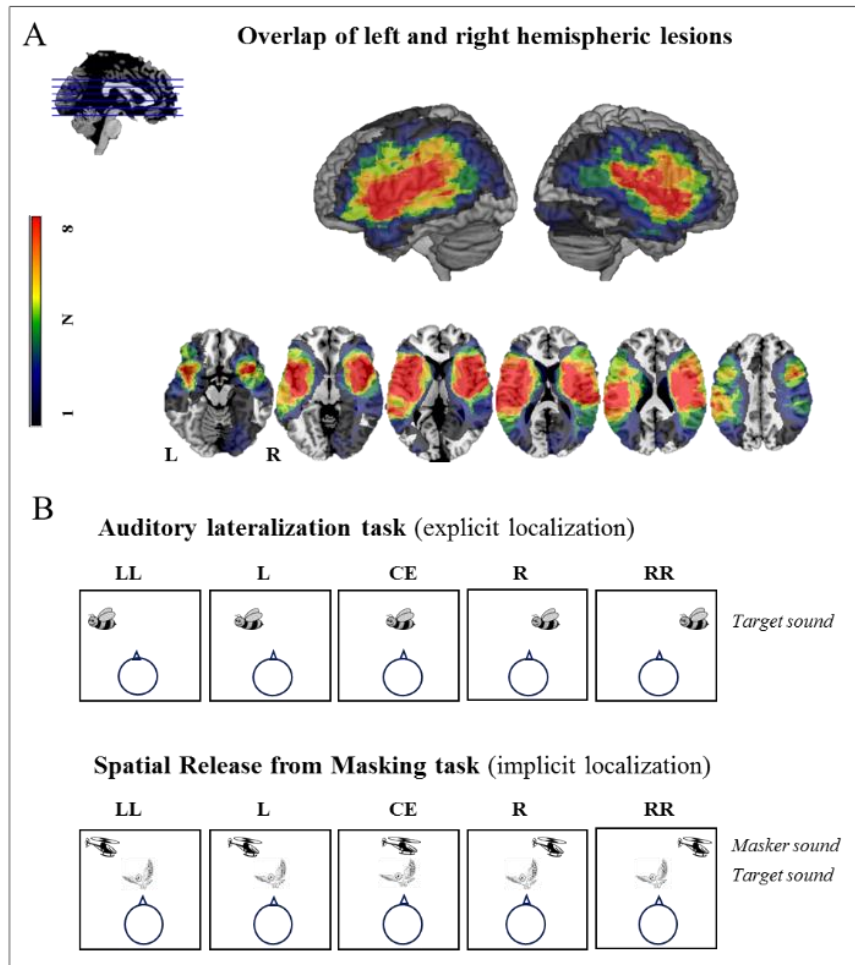 A
Overlap of left and right hemispheric lesions
8
N
1
L R
B
Auditory lateralization task (explicit localization)
LL L CE R RR
Target sound
Spatial Release from Masking task (implicit localization)
LL L CE R RR
Masker sound
Target sound